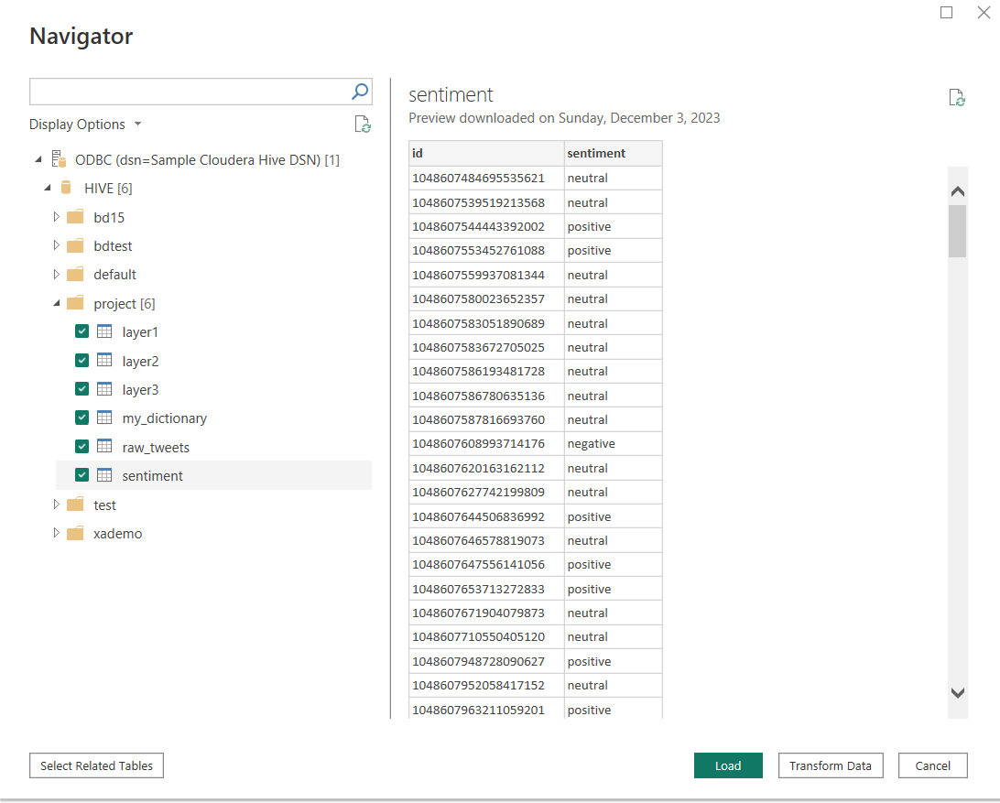 Navigator
Display Options
ODBC (dsn=Sample Cloudera Hive DSN) [1]
HIVE [6]
bd15
bdtest
default
project [6]
layer1
layer2
layer3
my_dictionary
raw_tweets
sentiment
test
xademo
sentiment
Preview downloaded on Sunday, December 3, 2023
id sentiment
1048607484695535621 neutral
1048607539519213568 neutral
1048607544443392002 positive
1048607553452761088 positive
1048607559937081344 neutral
1048607580023652357 neutral
1048607583051890689 neutral
1048607583672705025 neutral
1048607586193481728 neutral
1048607586780635136 neutral
1048607587816693760 neutral
1048607608993714176 negative
1048607620163162112 neutral
1048607627742199809 neutral
1048607644506836992 positive
1048607646578819073 neutral
1048607647556141056 positive
1048607653713272833 positive
1048607671904079873 neutral
1048607710550405120 neutral
1048607948728090627 positive
1048607952058417152 neutral
1048607963211059201 positive
Select Related Tables
Load
Transform Data
Cancel